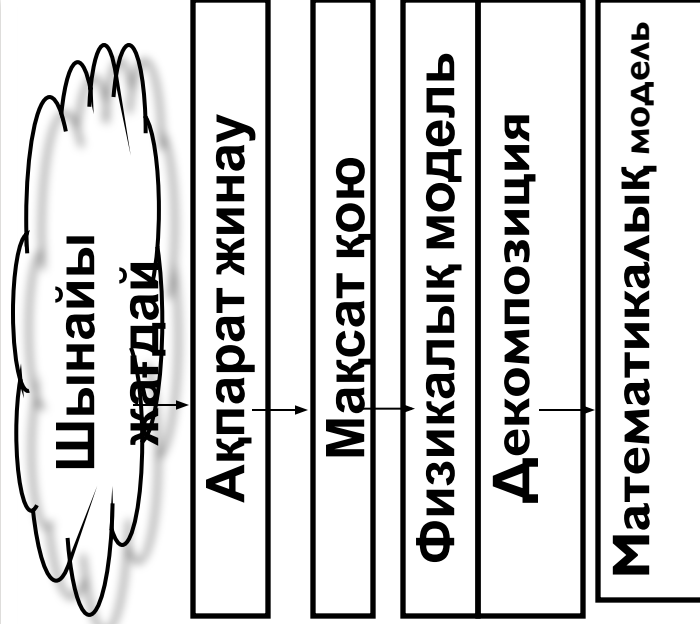 Шынайы
жағдай
Ақпарат жинау
Мақсат қою
Физикалық модель
Декомпозиция
Математикалық модель